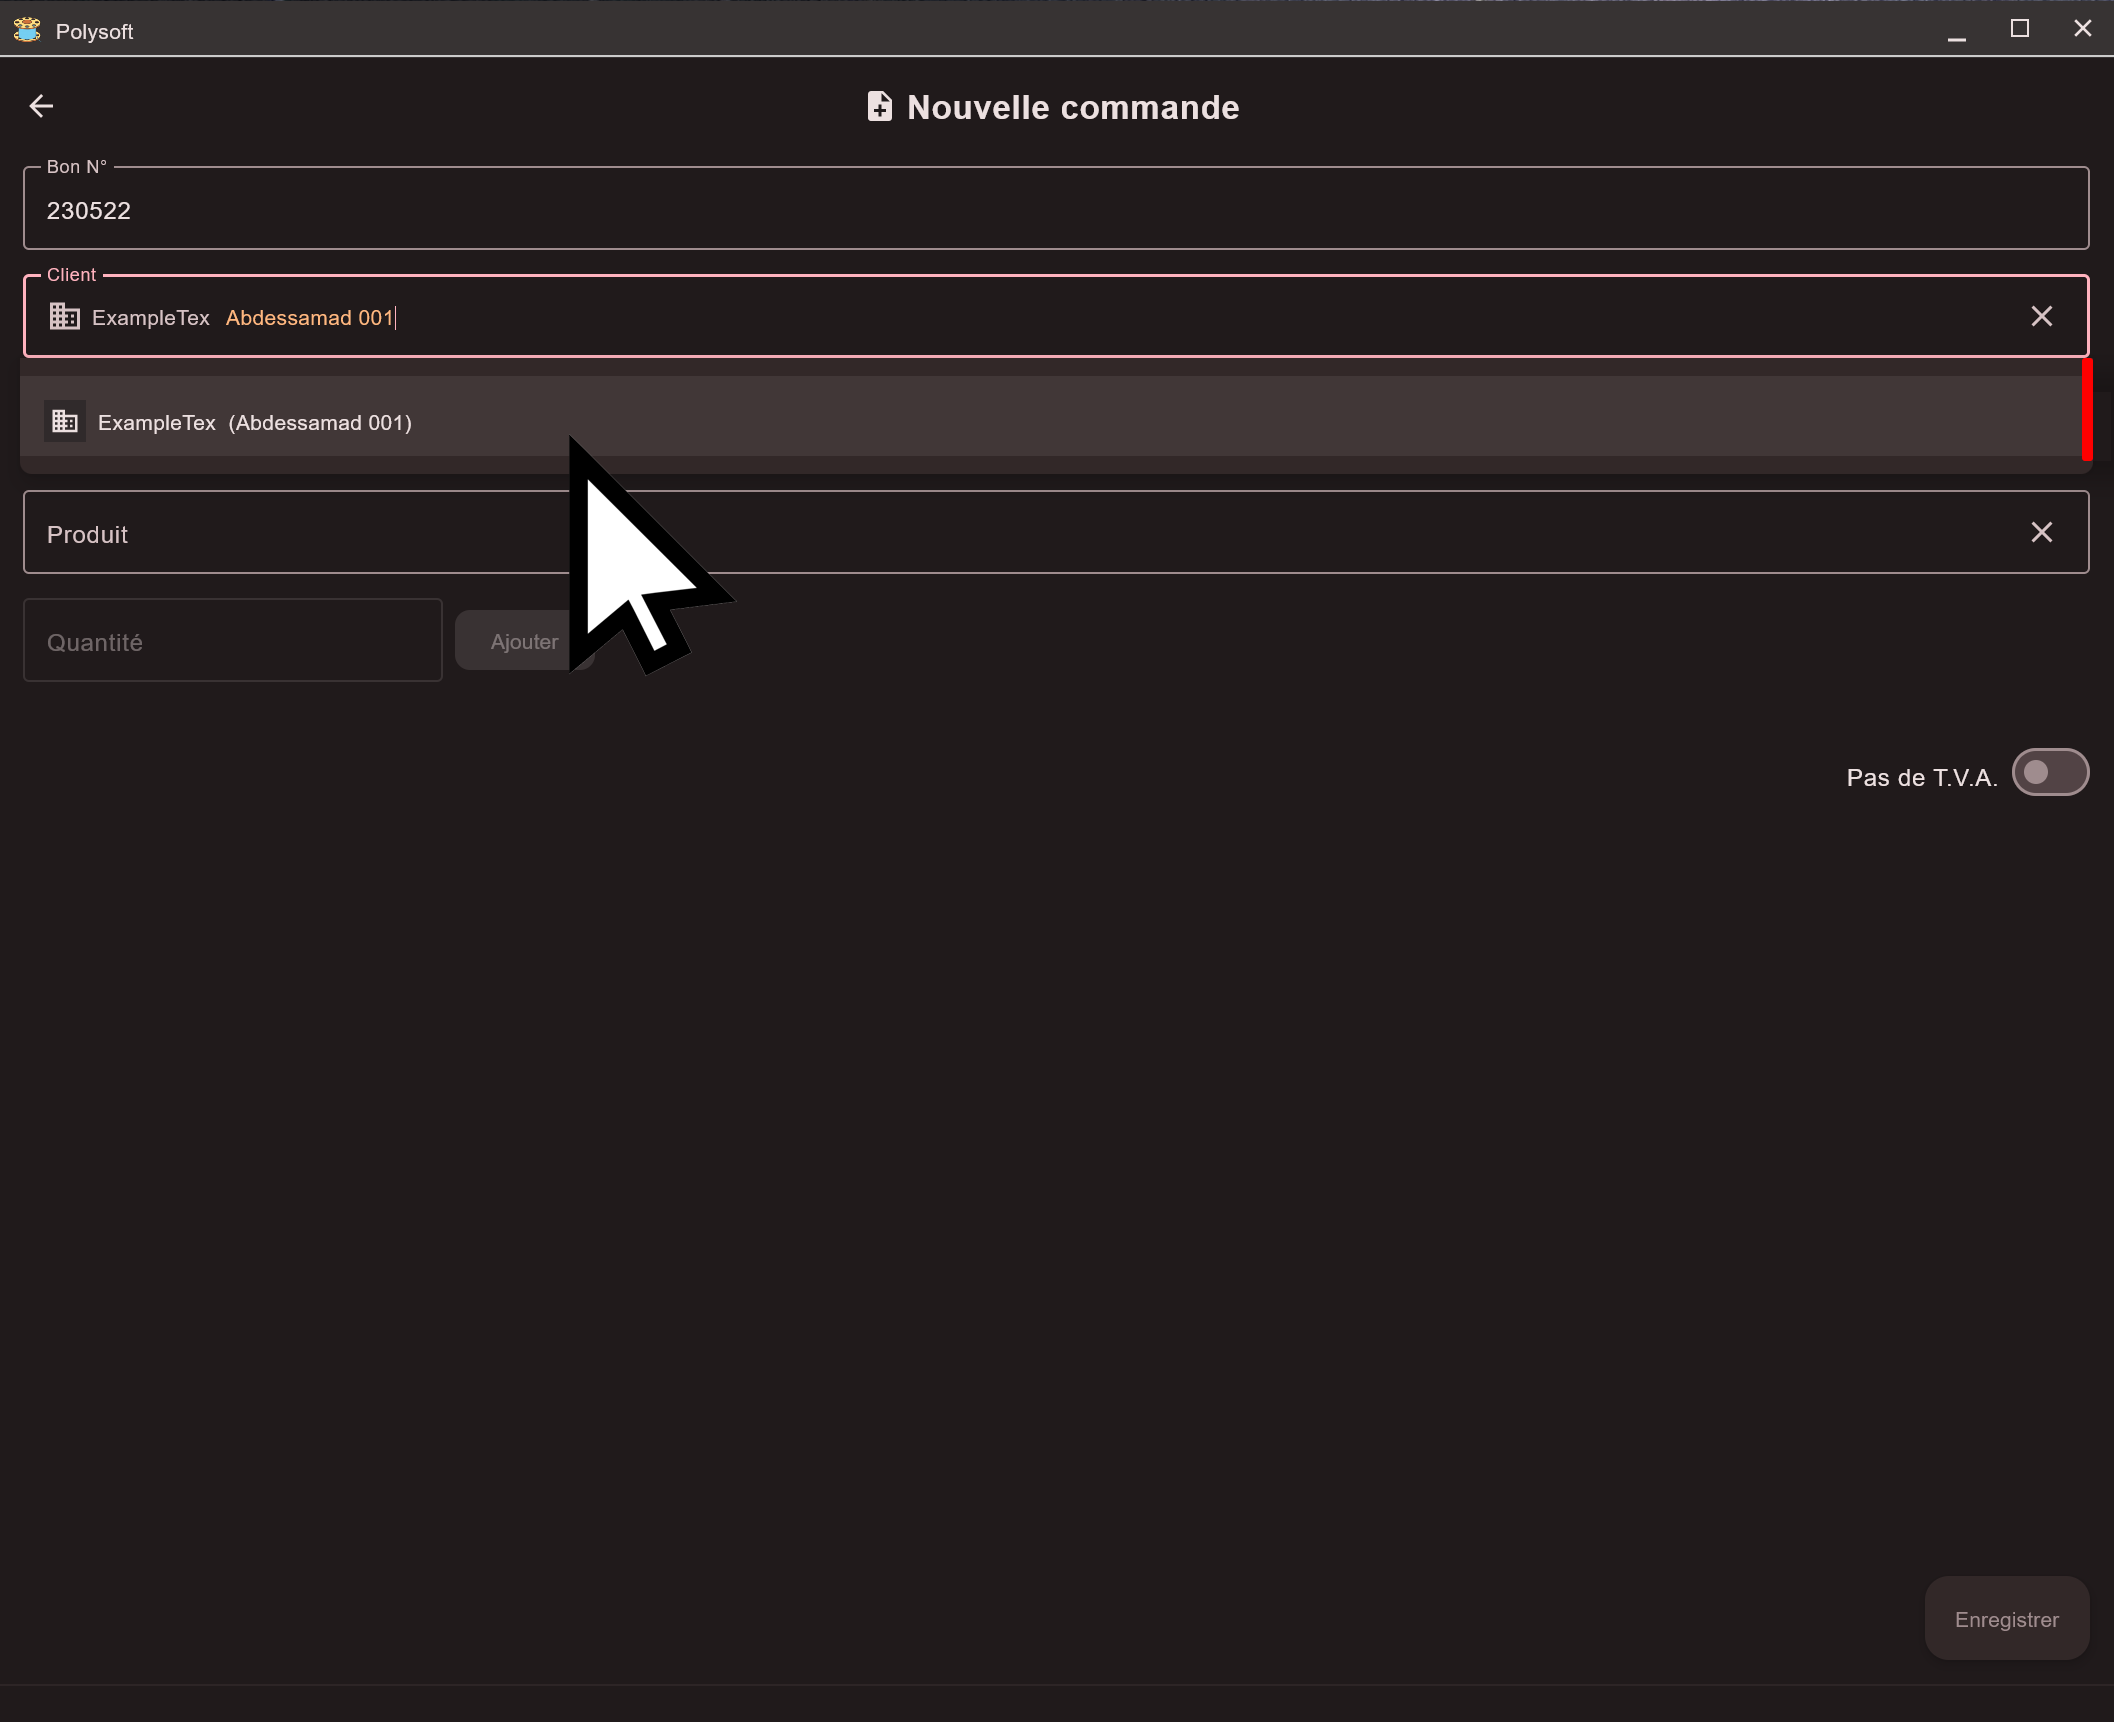 Polysoft
Nouvelle commande
Bon N°
230522
Client
ExampleTex Abdessamad 001
ExampleTex (Abdessamad 001)
Produit
Quantité
Ajouter
Pas de T.V.A.
Enregistrer